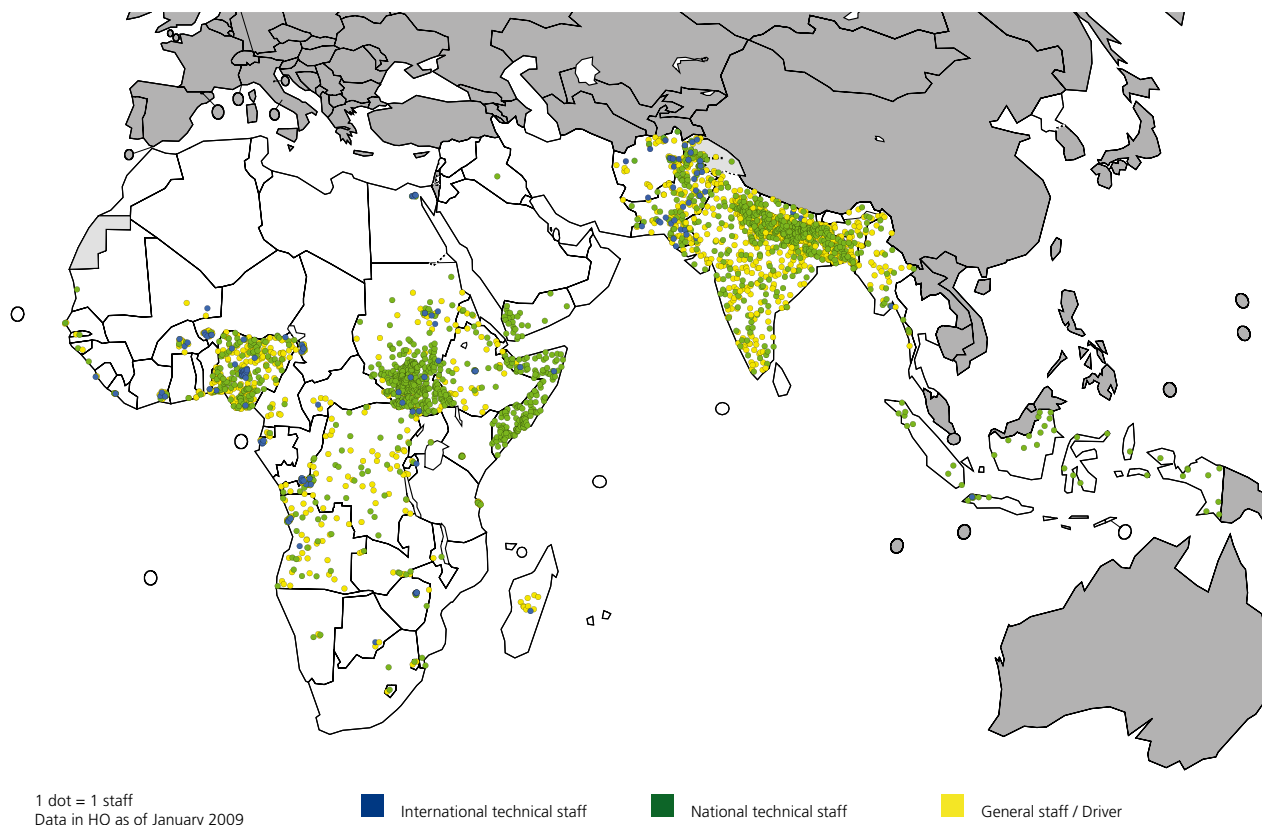 1 dot = 1 staff
Data in HQ as of January 2009
International technical staff
National technical staff
General staff / Driver